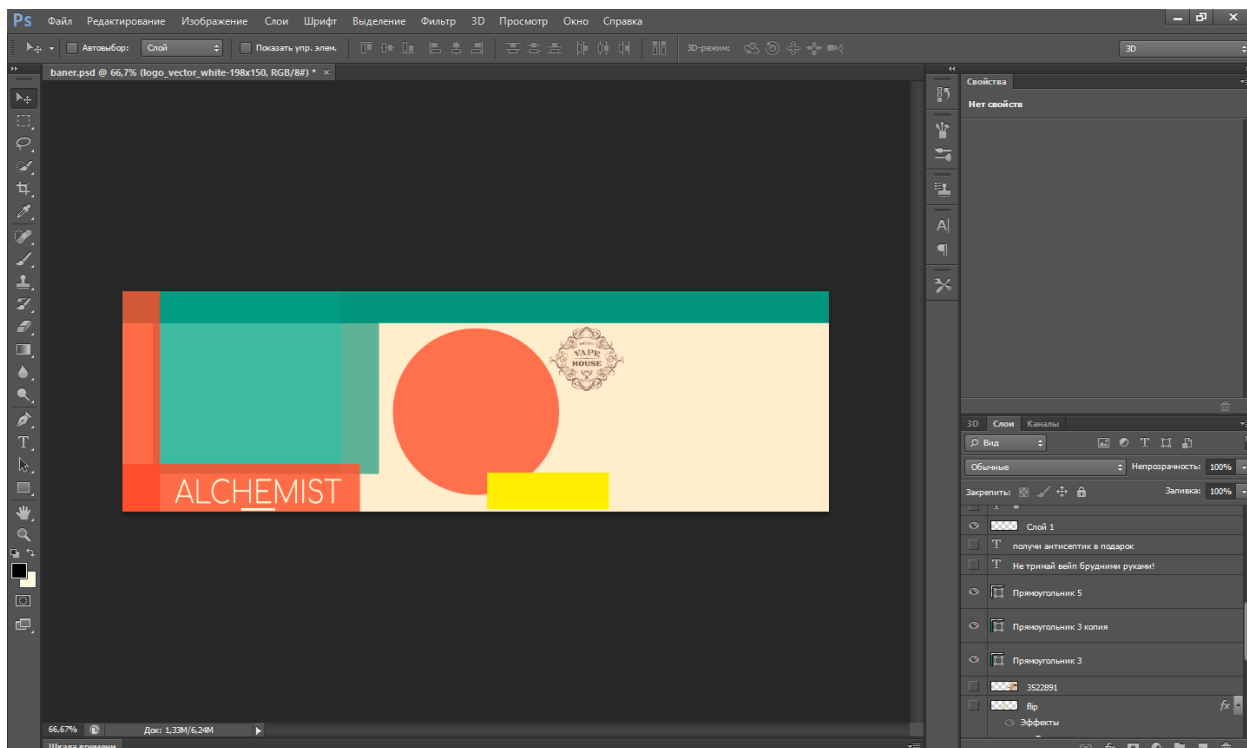 Ps Файл Редактирование Изображение Слои Шрифт Выделение Фильтр 3D Просмотр Окно Справка
Автовыбор: Слой Показать упр. элем. 3D-режим: 3D
baner.psd @ 66,7% (logo_vector_white-198x150, RGB/8#) * ×
Свойства
Нет свойств
VAPE
HOUSE
ALCHEMIST
3D Слои Каналы
Вид
Обычные Непрозрачность: 100%
Закрепить: Заливка: 100%
Слой 1
получи антисептик в подарок
Не тримай вейп брудними руками!
Прямоугольник 5
Прямоугольник 3 копия
Прямоугольник 3
3522891
flip fx
Эффекты
66,67% Док: 1,33M/6,24M
Шкала времени